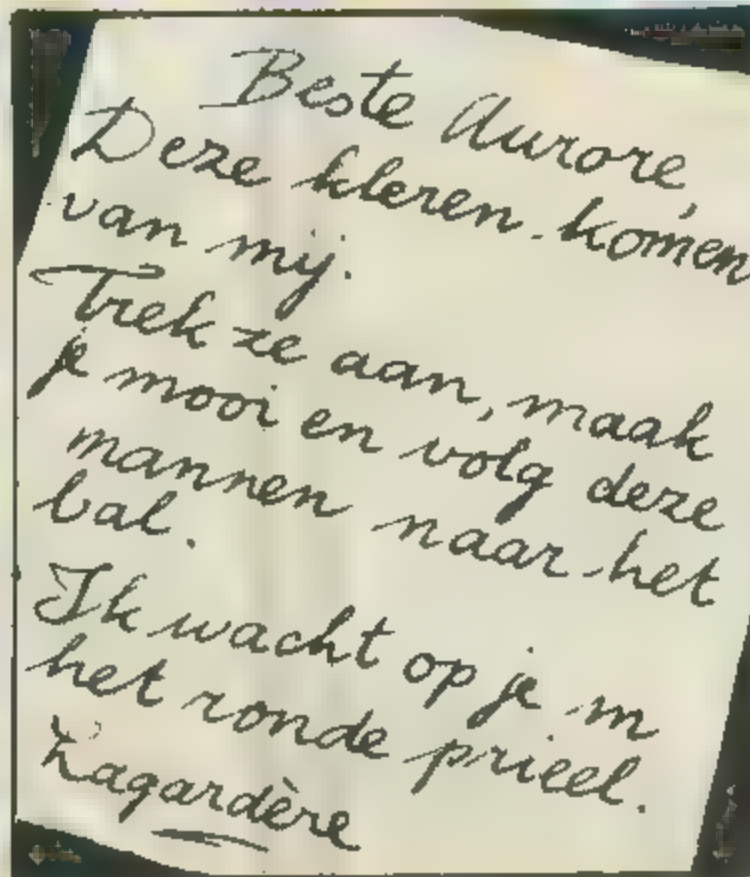 Beste Aurore,
Deze kleren komen
van mij.
Trek ze aan, maak
je mooi en volg deze
mannen naar het
bal.
Ik wacht op je in
het ronde prieel.
Lagardère